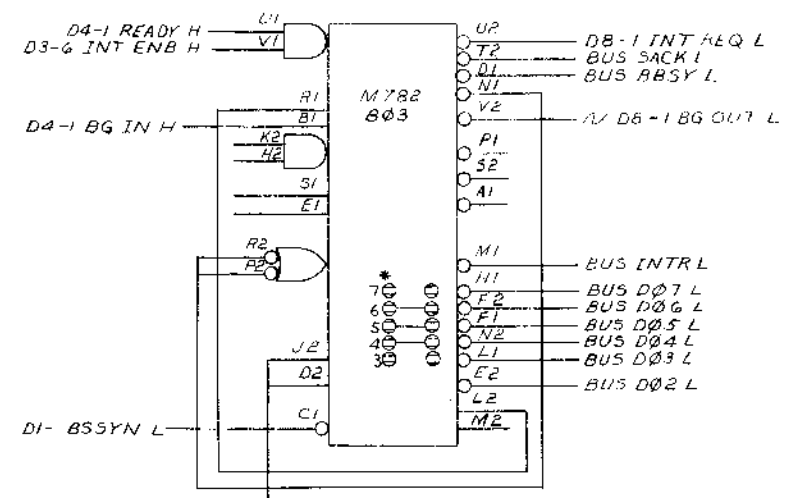 U1
D4-1 READY H
V1
D3-6 INT ENB H
U2
D8-1 INT REQ L
T2
BUS SACK L
D1
BUS BBSY L
N1
R1
M782
B1
BØ3
V2
D4-1 BG IN H
D8-1 BG OUT L
K2
H2
P1
S2
S1
A1
E1
R2
P2
M1
BUS INTR L
*
H1
7
BUS DØ7 L
F2
6
BUS DØ6 L
F1
5
BUS DØ5 L
N2
4
BUS DØ4 L
J2
L1
3
BUS DØ3 L
D2
E2
BUS DØ2 L
L2
C1
M2
D1- BSSYN L